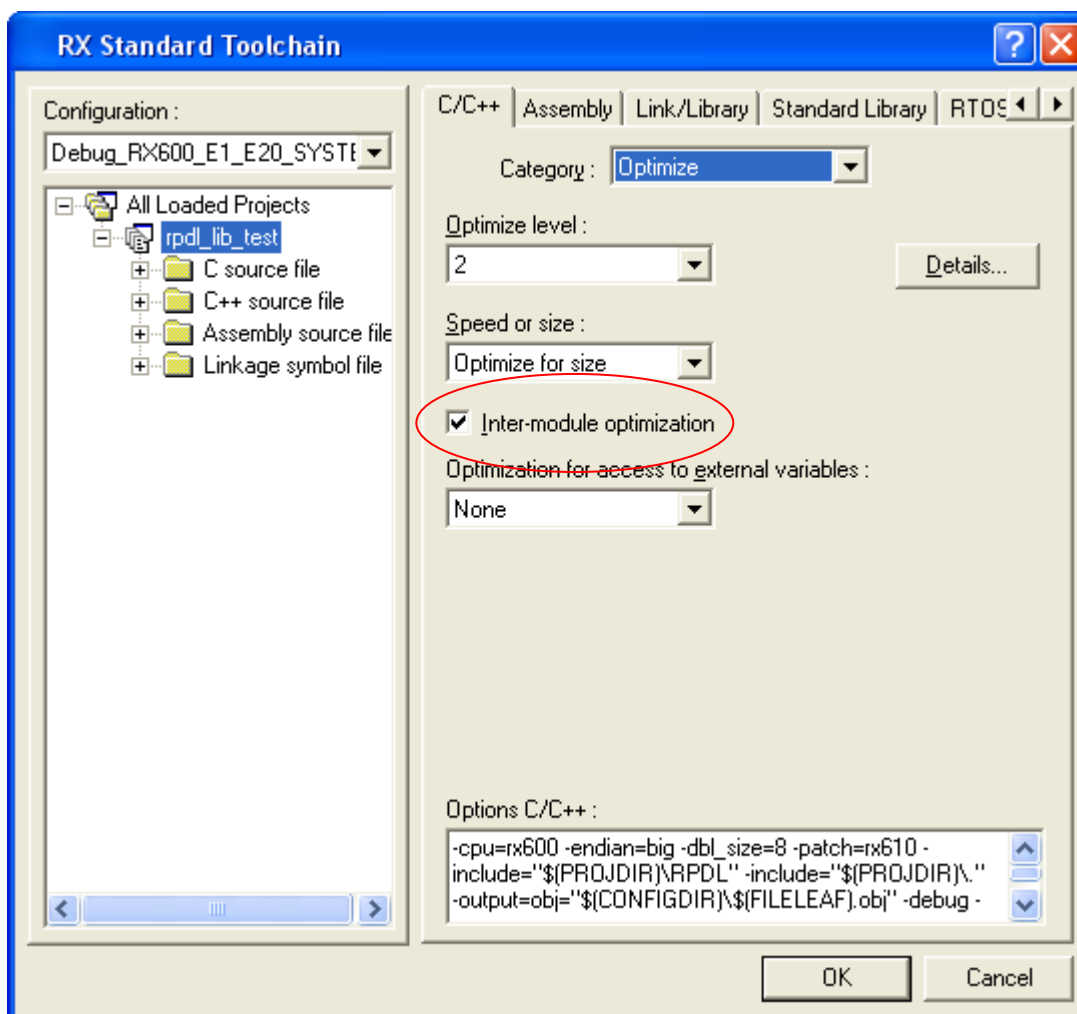 RX Standard Toolchain
Configuration :
Debug_RX600_E1_E20_SYSTE
All Loaded Projects
rpdl_lib_test
C source file
C++ source file
Assembly source file
Linkage symbol file
C/C++
Assembly
Link/Library
Standard Library
RTOS
Category :
Optimize
Optimize level :
2
Details...
Speed or size :
Optimize for size
Inter-module optimization
Optimization for access to external variables :
None
Options C/C++ :
-cpu=rx600 -endian=big -dbl_size=8 -patch=rx610 -
include="$(PROJDIR)\RPDL" -include="$(PROJDIR)\."
-output=obj="$(CONFIGDIR)\$(FILELEAF).obj" -debug -
OK
Cancel